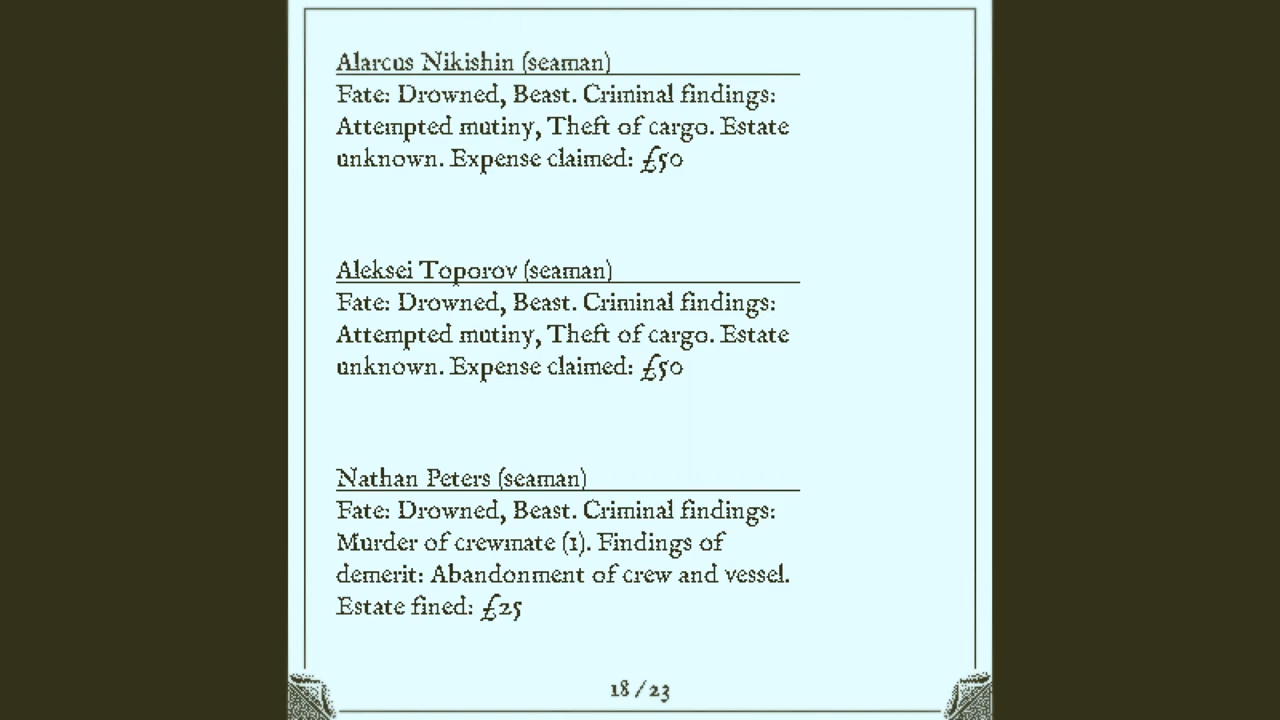 Alarcus Nikishin (seaman)
Fate: Drowned, Beast. Criminal findings:
Attempted mutiny, Theft of cargo. Estate
unknown. Expense claimed: £50
Aleksei Toporov (seaman)
Fate: Drowned, Beast. Criminal findings:
Attempted mutiny, Theft of cargo. Estate
unknown. Expense claimed: £50
Nathan Peters (seaman)
Fate: Drowned, Beast. Criminal findings:
Murder of crewmate (1). Findings of
demerit: Abandonment of crew and vessel.
Estate fined: £25
18 / 23